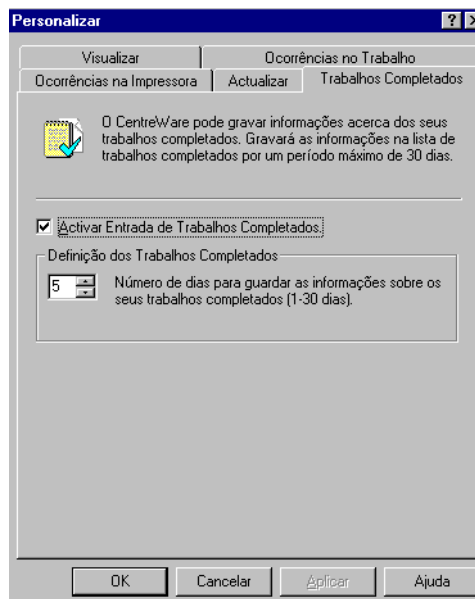 Personalizar
Visualizar
Ocorrências no Trabalho
Ocorrências na Impressora
Actualizar
Trabalhos Completados
O CentreWare pode gravar informações acerca dos seus
trabalhos completados. Gravará as informações na lista de
trabalhos completados por um período máximo de 30 dias.
Activar Entrada de Trabalhos Completados.
Definição dos Trabalhos Completados
5
Número de dias para guardar as informações sobre os
seus trabalhos completados (1-30 dias).
OK
Cancelar
Aplicar
Ajuda